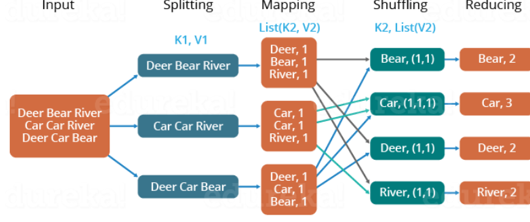 Input
Splitting
Mapping
Shuffling
Reducing
K1, V1
List(K2, V2)
K2, List(V2)
Deer Bear River
Car Car River
Deer Car Bear
Deer Bear River
Car Car River
Deer Car Bear
Deer, 1
Bear, 1
River, 1
Car, 1
Car, 1
River, 1
Deer, 1
Car, 1
Bear, 1
Bear, (1,1)
Car, (1,1,1)
Deer, (1,1)
River, (1,1)
Bear, 2
Car, 3
Deer, 2
River, 2